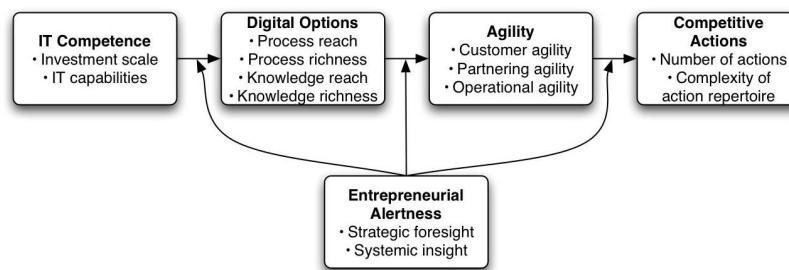 IT Competence
• Investment scale
• IT capabilities
Digital Options
• Process reach
• Process richness
• Knowledge reach
• Knowledge richness
Agility
• Customer agility
• Partnering agility
• Operational agility
Competitive
Actions
• Number of actions
• Complexity of
action repertoire
Entrepreneurial
Alertness
• Strategic foresight
• Systemic insight